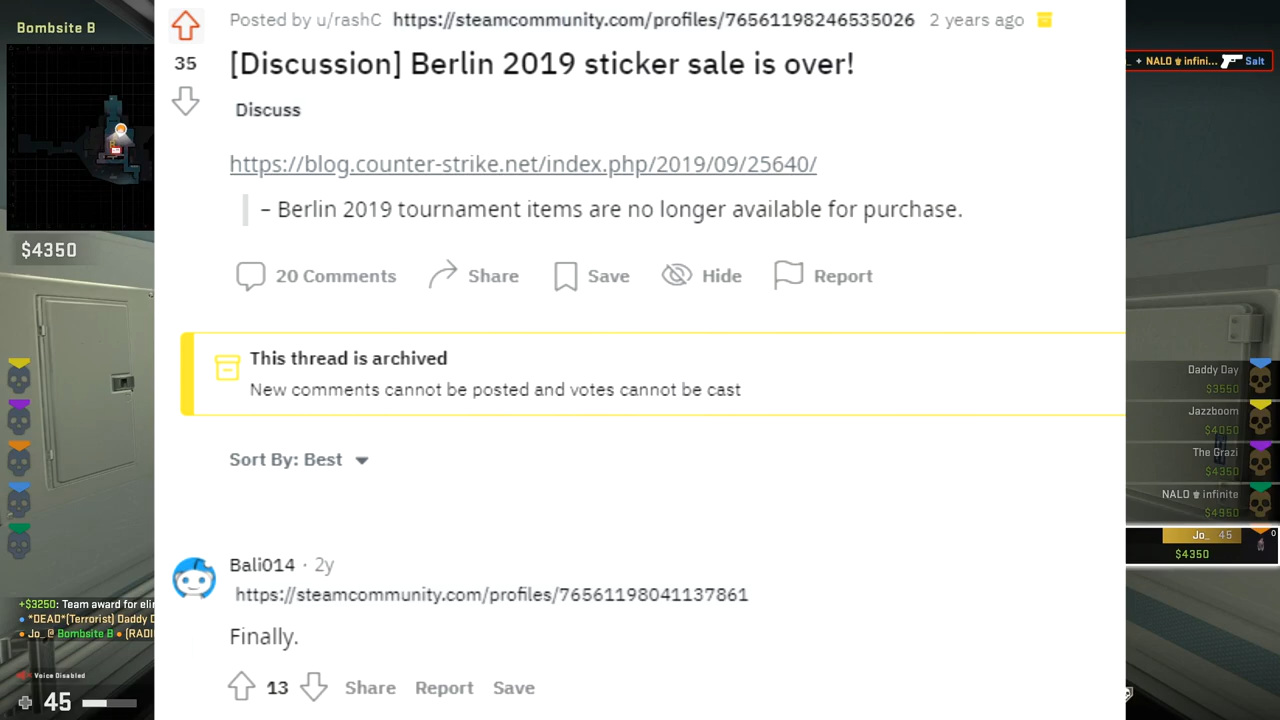 Bombsite B
$4350
Posted by u/rashC https://steamcommunity.com/profiles/76561198246535026 2 years ago
35
[Discussion] Berlin 2019 sticker sale is over!
Discuss
https://blog.counter-strike.net/index.php/2019/09/25640/
– Berlin 2019 tournament items are no longer available for purchase.
20 Comments Share Save Hide Report
This thread is archived
New comments cannot be posted and votes cannot be cast
Sort By: Best
Bali014 · 2y
https://steamcommunity.com/profiles/76561198041137861
Finally.
13 Share Report Save
+ NALO ♛ infini... Salt
Daddy Day
$3550
Jazzboom
$4050
The Grazi
$4350
NALO ♛ infinite
$4950
Jo_ 45 0
$4350
+$3250: Team award for eli
*DEAD*(Terrorist) Daddy D
Jo_ @ Bombsite B ● (RADI
Voice Disabled
45